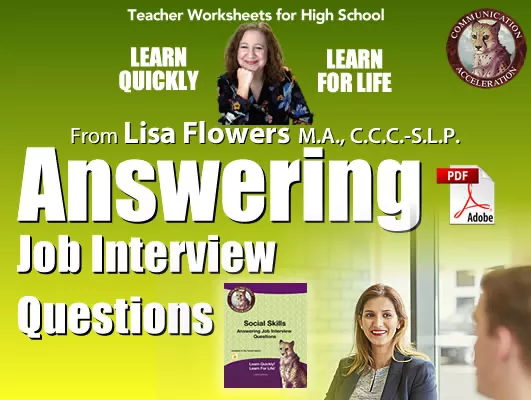 Teacher Worksheets for High School
LEARN
QUICKLY
LEARN
FOR LIFE
COMMUNICATION
ACCELERATION
From Lisa Flowers M.A., C.C.C.-S.L.P.
Answering
PDF
Adobe
Job Interview
Questions
Social Skills
Answering Job Interview
Questions
Learn Quickly!
Learn For Life!